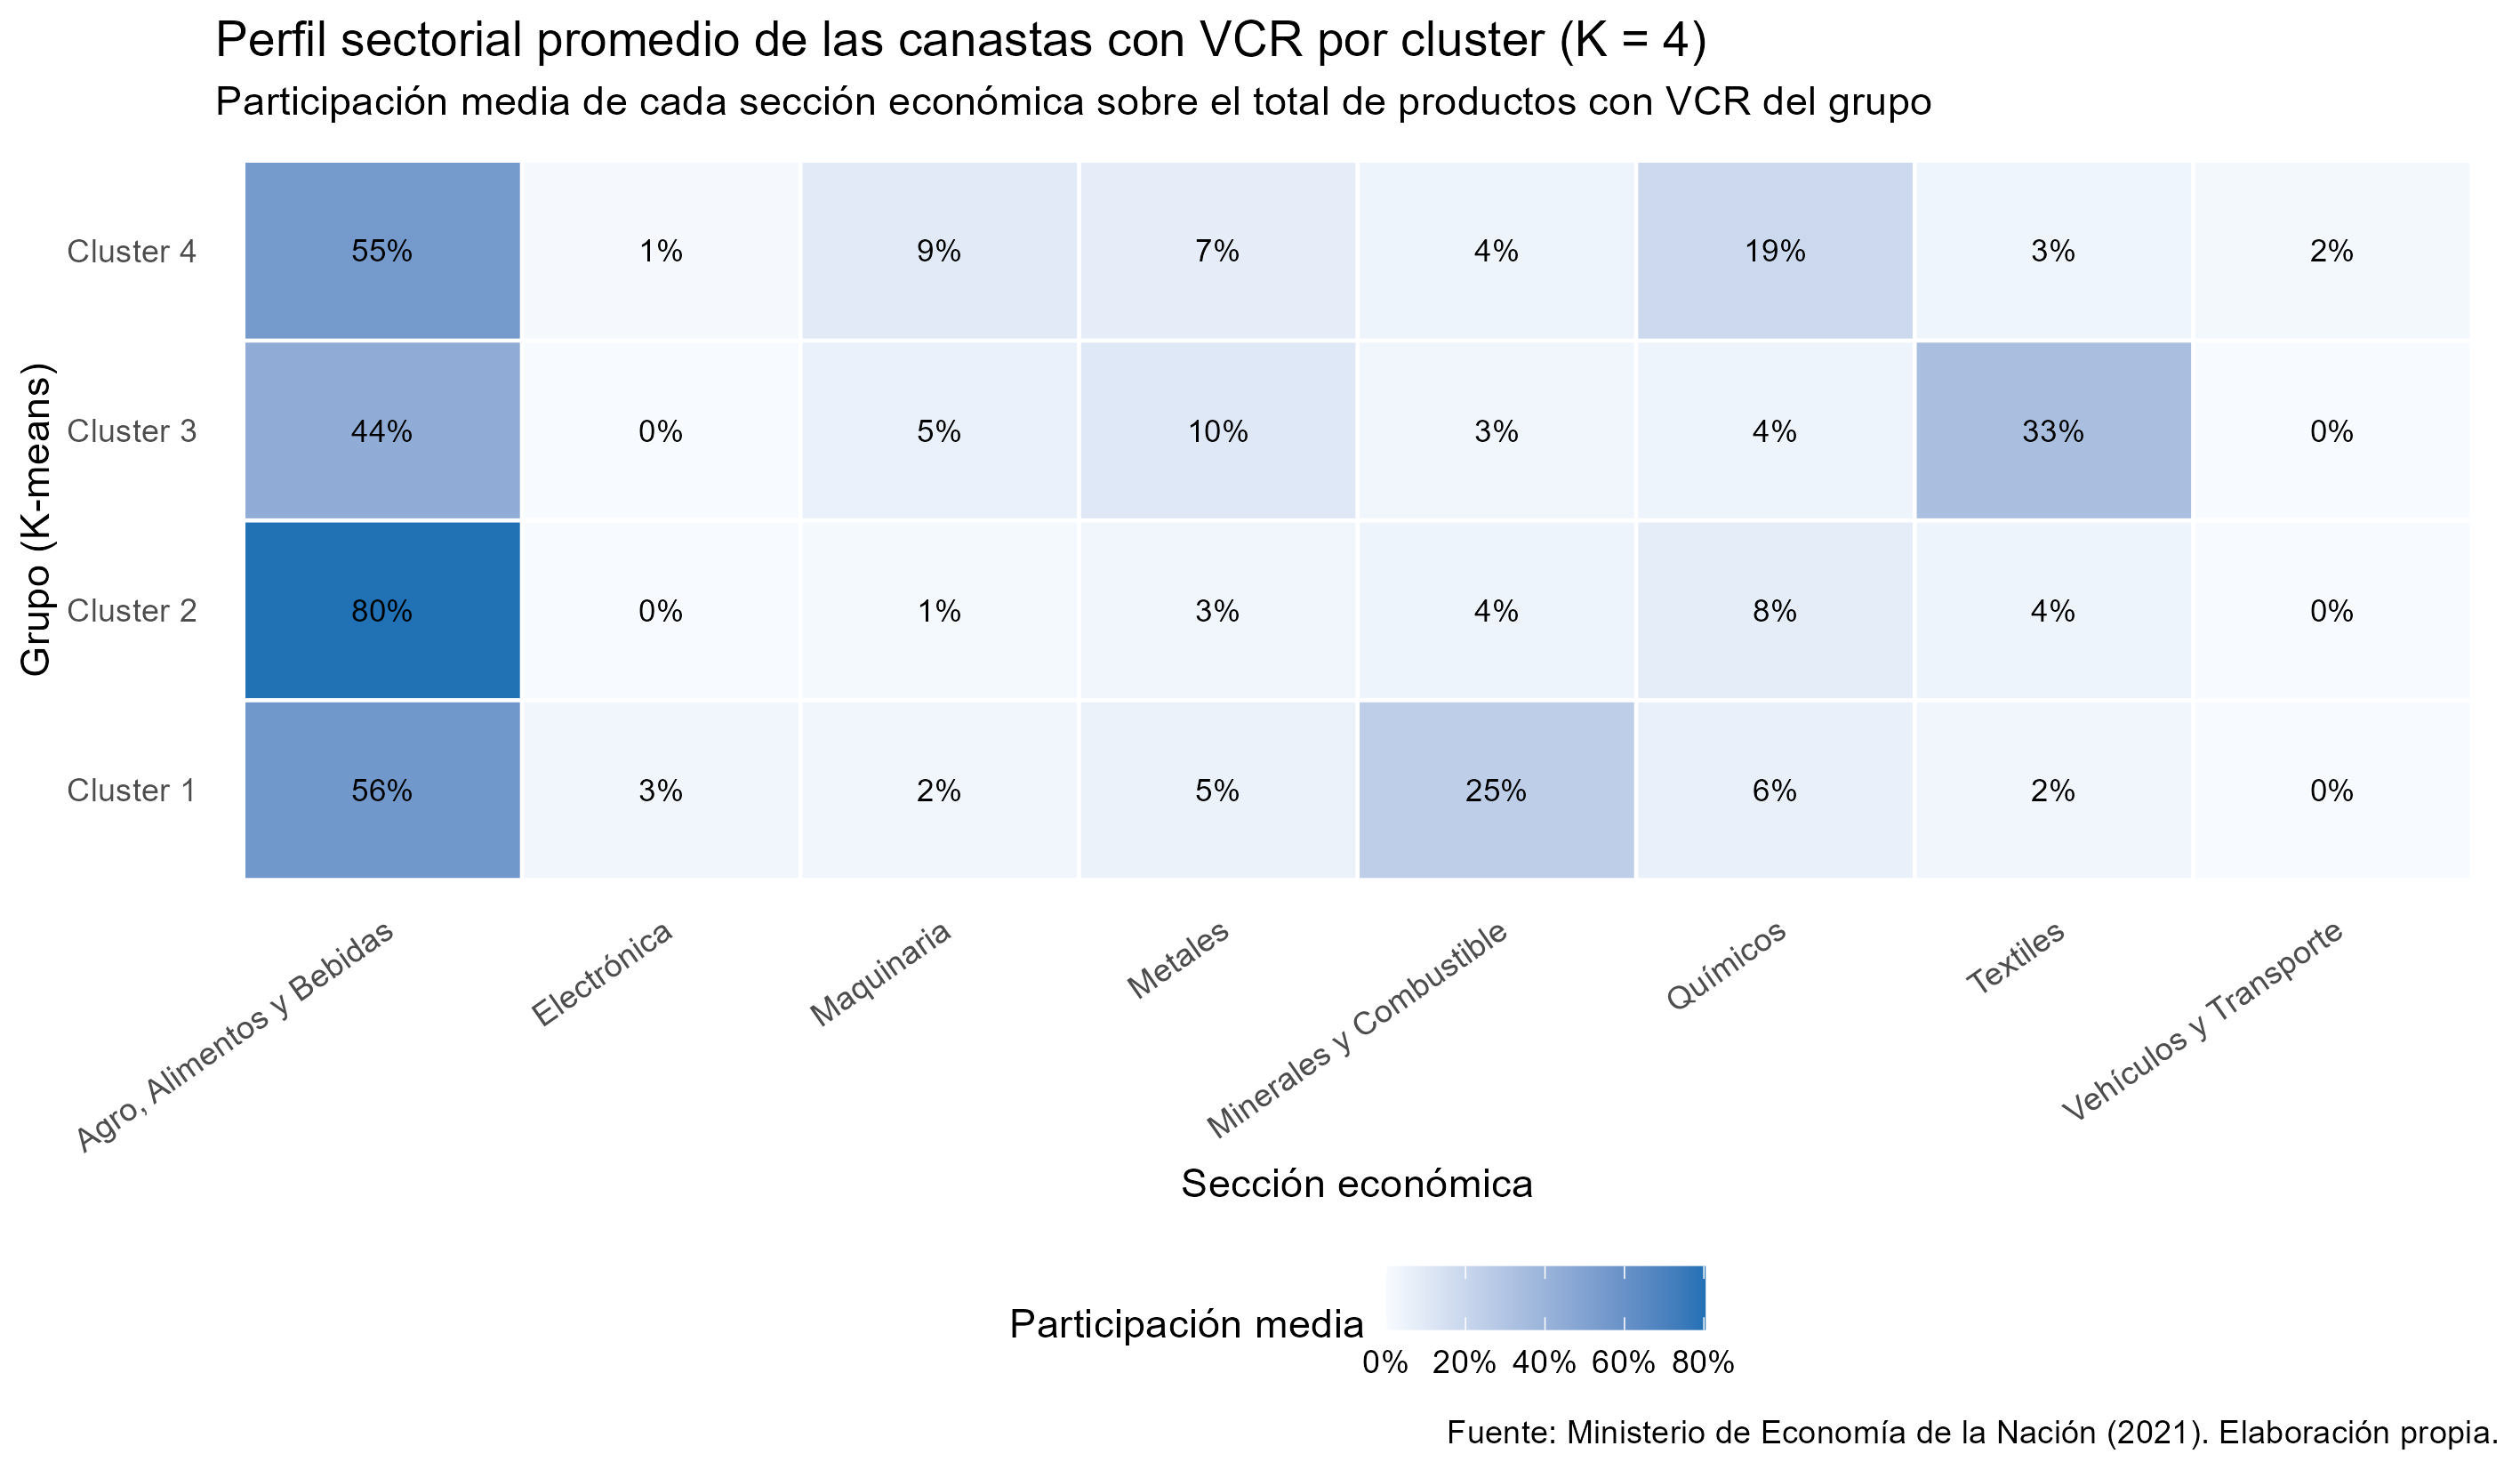 Perfil sectorial promedio de las canastas con VCR por cluster (K = 4)
Participación media de cada sección económica sobre el total de productos con VCR del grupo
Grupo (K-means)
Cluster 4 55% 1% 9% 7% 4% 19% 3% 2%
Cluster 3 44% 0% 5% 10% 3% 4% 33% 0%
Cluster 2 80% 0% 1% 3% 4% 8% 4% 0%
Cluster 1 56% 3% 2% 5% 25% 6% 2% 0%
Agro, Alimentos y Bebidas
Electrónica
Maquinaria
Metales
Minerales y Combustible
Químicos
Textiles
Vehículos y Transporte
Sección económica
Participación media
0% 20% 40% 60% 80%
Fuente: Ministerio de Economía de la Nación (2021). Elaboración propia.